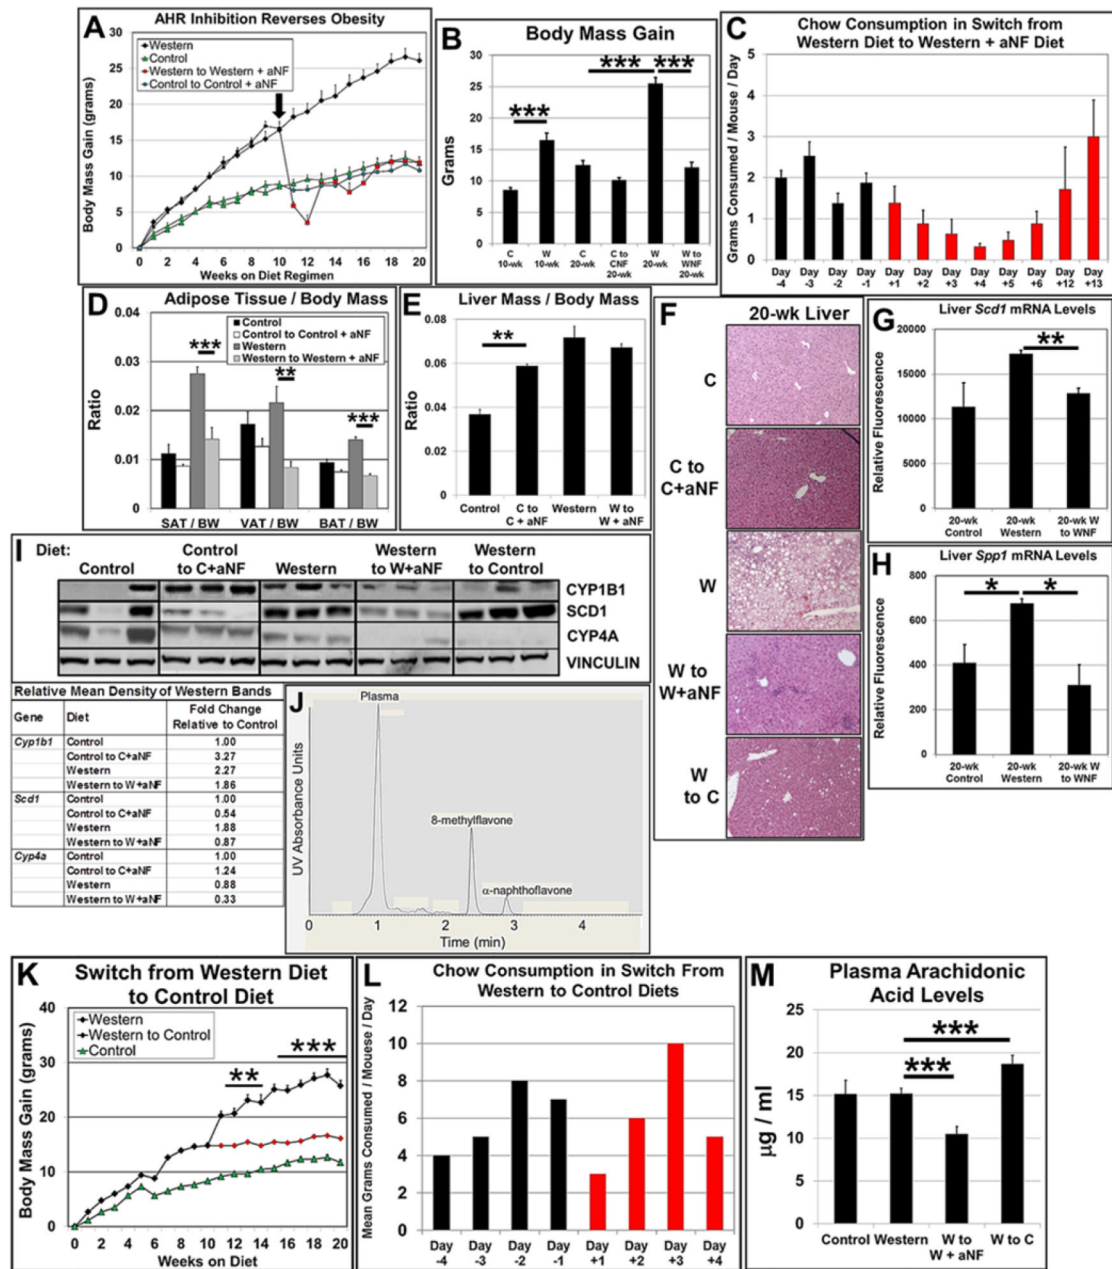 A
AHR Inhibition Reverses Obesity
Western
Control
Western to Western + aNF
Control to Control + aNF
Body Mass Gain (grams)
30
25
20
15
10
5
0
0 2 4 6 8 10 12 14 16 18 20
Weeks on Diet Regimen
B
Body Mass Gain
*** ***
***
Grams
30
25
20
15
10
5
0
C W C C to W W to
10-wk 10-wk 20-wk CNF 20-wk WNF
20-wk 20-wk
C
Chow Consumption in Switch from
Western Diet to Western + aNF Diet
Grams Consumed / Mouse / Day
5
4
3
2
1
0
Day Day Day Day Day Day Day Day Day Day Day Day
-4 -3 -2 -1 +1 +2 +3 +4 +5 +6 +12 +13
D
Adipose Tissue / Body Mass
Control
Control to Control + aNF
Western
Western to Western + aNF
*** ** ***
Ratio
0.04
0.03
0.02
0.01
0
SAT / BW VAT / BW BAT / BW
E
Liver Mass / Body Mass
**
Ratio
0.08
0.06
0.04
0.02
0.00
Control C to Western W to
C + aNF W + aNF
F
20-wk Liver
C
C to
C+aNF
W
W to
W+aNF
W
to C
G
Liver Scd1 mRNA Levels
**
Relative Fluorescence
20000
15000
10000
5000
0
20-wk 20-wk 20-wk W
Control Western to WNF
H
Liver Spp1 mRNA Levels
* *
Relative Fluorescence
800
600
400
200
0
20-wk 20-wk 20-wk W
Control Western to WNF
I
Diet:
Control
Control
to C+aNF
Western
Western
to W+aNF
Western
to Control
CYP1B1
SCD1
CYP4A
VINCULIN
Relative Mean Density of Western Bands
Gene Diet Fold Change
Relative to Control
Cyp1b1 Control 1.00
Control to C+aNF 3.27
Western 2.27
Western to W+aNF 1.86
Scd1 Control 1.00
Control to C+aNF 0.54
Western 1.88
Western to W+aNF 0.87
Cyp4a Control 1.00
Control to C+aNF 1.24
Western 0.88
Western to W+aNF 0.33
J
Plasma
8-methylflavone
α-naphthoflavone
UV Absorbance Units
0 1 2 3 4
Time (min)
K
Switch from Western Diet
to Control Diet
Western
Western to Control
Control
** ***
Body Mass Gain (grams)
40
30
20
10
0
0 2 4 6 8 10 12 14 16 18 20
Weeks on Diet
L
Chow Consumption in Switch From
Western to Control Diets
Mean Grams Consumed / Mouese / Day
12
10
8
6
4
2
0
Day Day Day Day Day Day Day Day
-4 -3 -2 -1 +1 +2 +3 +4
M
Plasma Arachidonic
Acid Levels
***
***
μg / ml
25
20
15
10
5
0
Control Western W to W to C
W + aNF